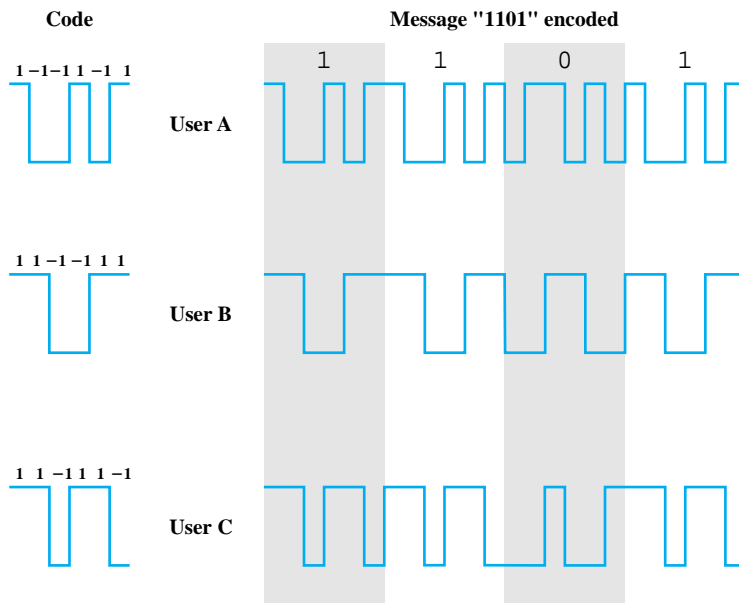 Code
Message "1101" encoded
1 1 0 1
1 −1 −1 1 −1 1
User A
1 1 −1 −1 1 1
User B
1 1 −1 1 1 −1
User C